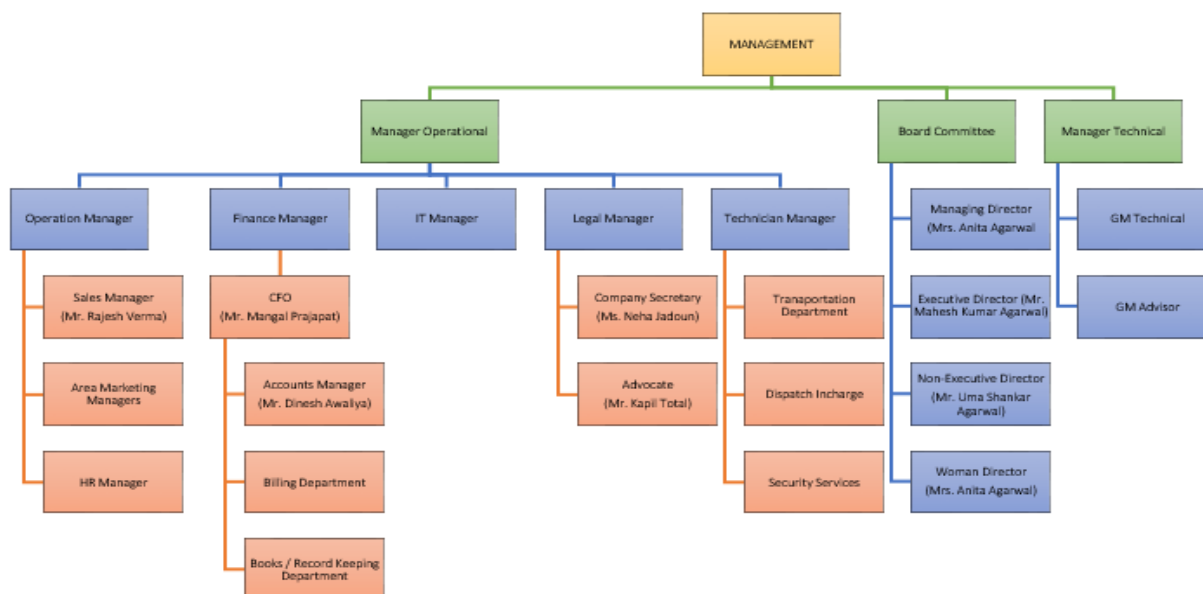 MANAGEMENT
Manager Operational
Board Committee
Manager Technical
Operation Manager
Finance Manager
IT Manager
Legal Manager
Technician Manager
Managing Director
(Mrs. Anita Agarwal
GM Technical
Sales Manager
(Mr. Rajesh Verma)
CFO
(Mr. Mangal Prajapat)
Company Secretary
(Ms. Neha Jadoun)
Tranaportation
Department
Executive Director (Mr.
Mahesh Kumar Agarwal)
GM Advisor
Area Marketing
Managers
Accounts Manager
(Mr. Dinesh Awaliya)
Advocate
(Mr. Kapil Total)
Dispatch Incharge
Non-Executive Director
(Mr. Uma Shankar
Agarwal)
HR Manager
Billing Department
Security Services
Woman Director
(Mrs. Anita Agarwal)
Books / Record Keeping
Department